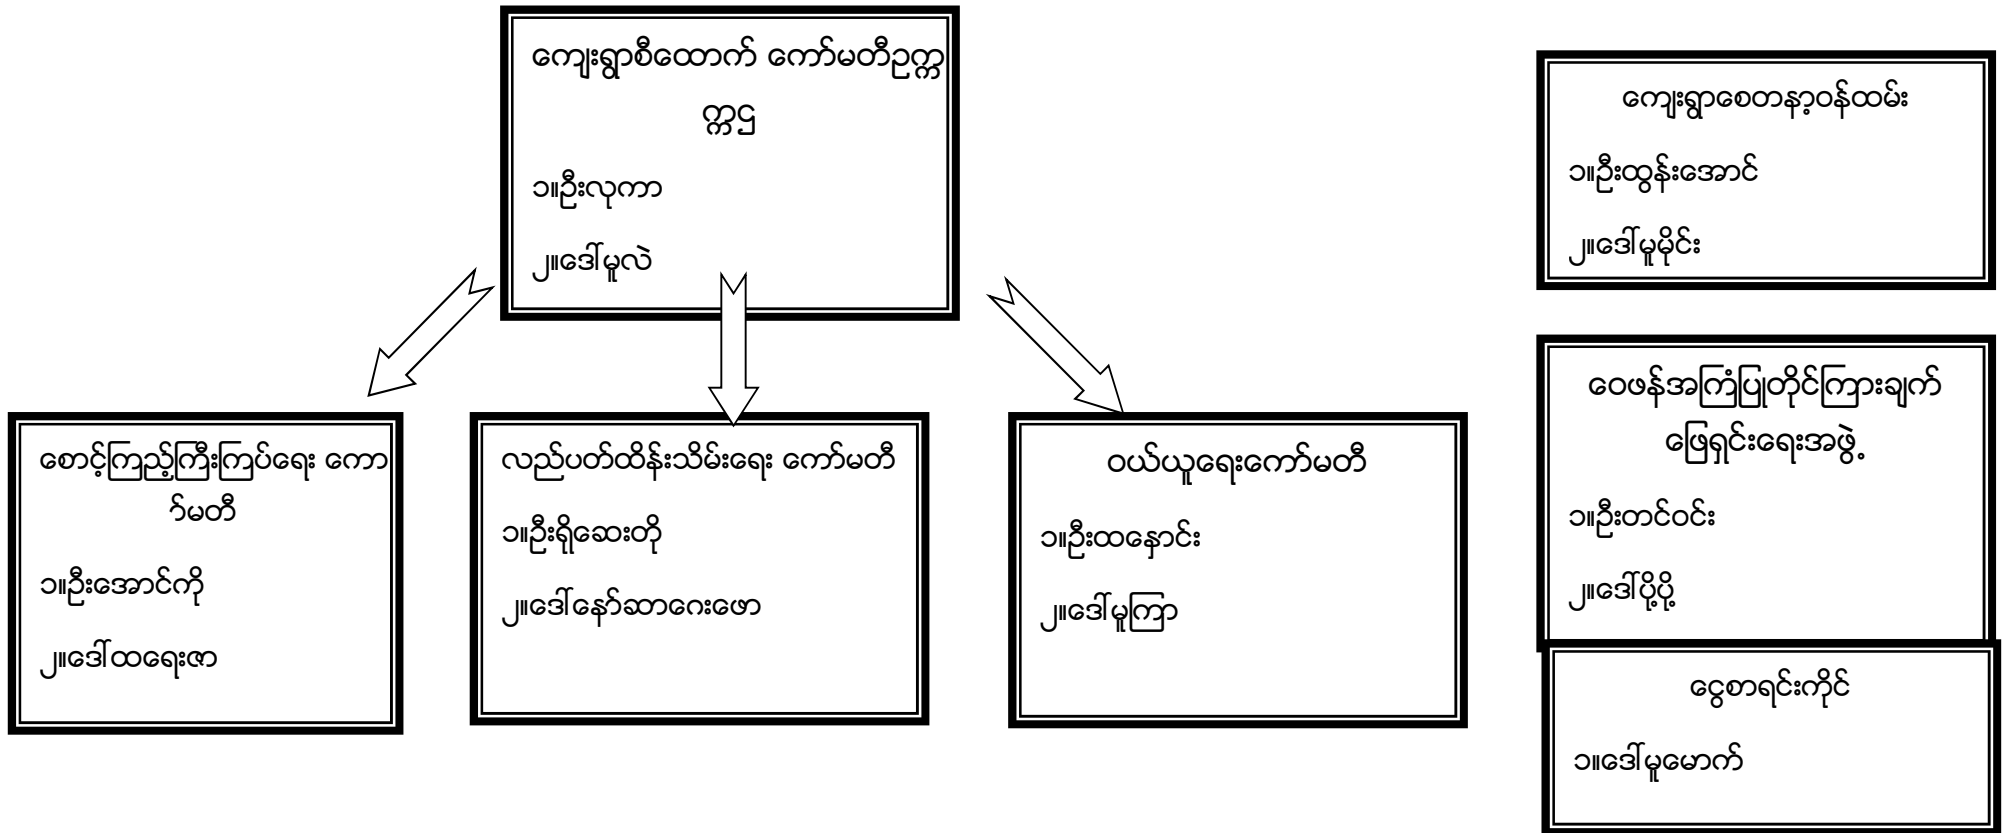 ကျေးရွာစီထောက် ကော်မတီဥက္က
က္ကဌ
၁။ဦးလုကာ
၂။ဒေါ်မူလဲ
စောင့်ကြည့်ကြီးကြပ်ရေး ကော
်မတီ
၁။ဦးအောင်ကို
၂။ဒေါ်ထရေးဇာ
လည်ပတ်ထိန်းသိမ်းရေး ကော်မတီ
၁။ဦးရိုဆေးတို
၂။ဒေါ်နော်ဆာဂေးဖော
ဝယ်ယူရေးကော်မတီ
၁။ဦးထနှောင်း
၂။ဒေါ်မူကြာ
ကျေးရွာစေတနာ့ဝန်ထမ်း
၁။ဦးထွန်းအောင်
၂။ဒေါ်မူမိုင်း
ဝေဖန်အကြံပြုတိုင်ကြားချက်
ဖြေရှင်းရေးအဖွဲ့
၁။ဦးတင်ဝင်း
၂။ဒေါ်ပို့ပို့
ငွေစာရင်းကိုင်
၁။ဒေါ်မူမောက်